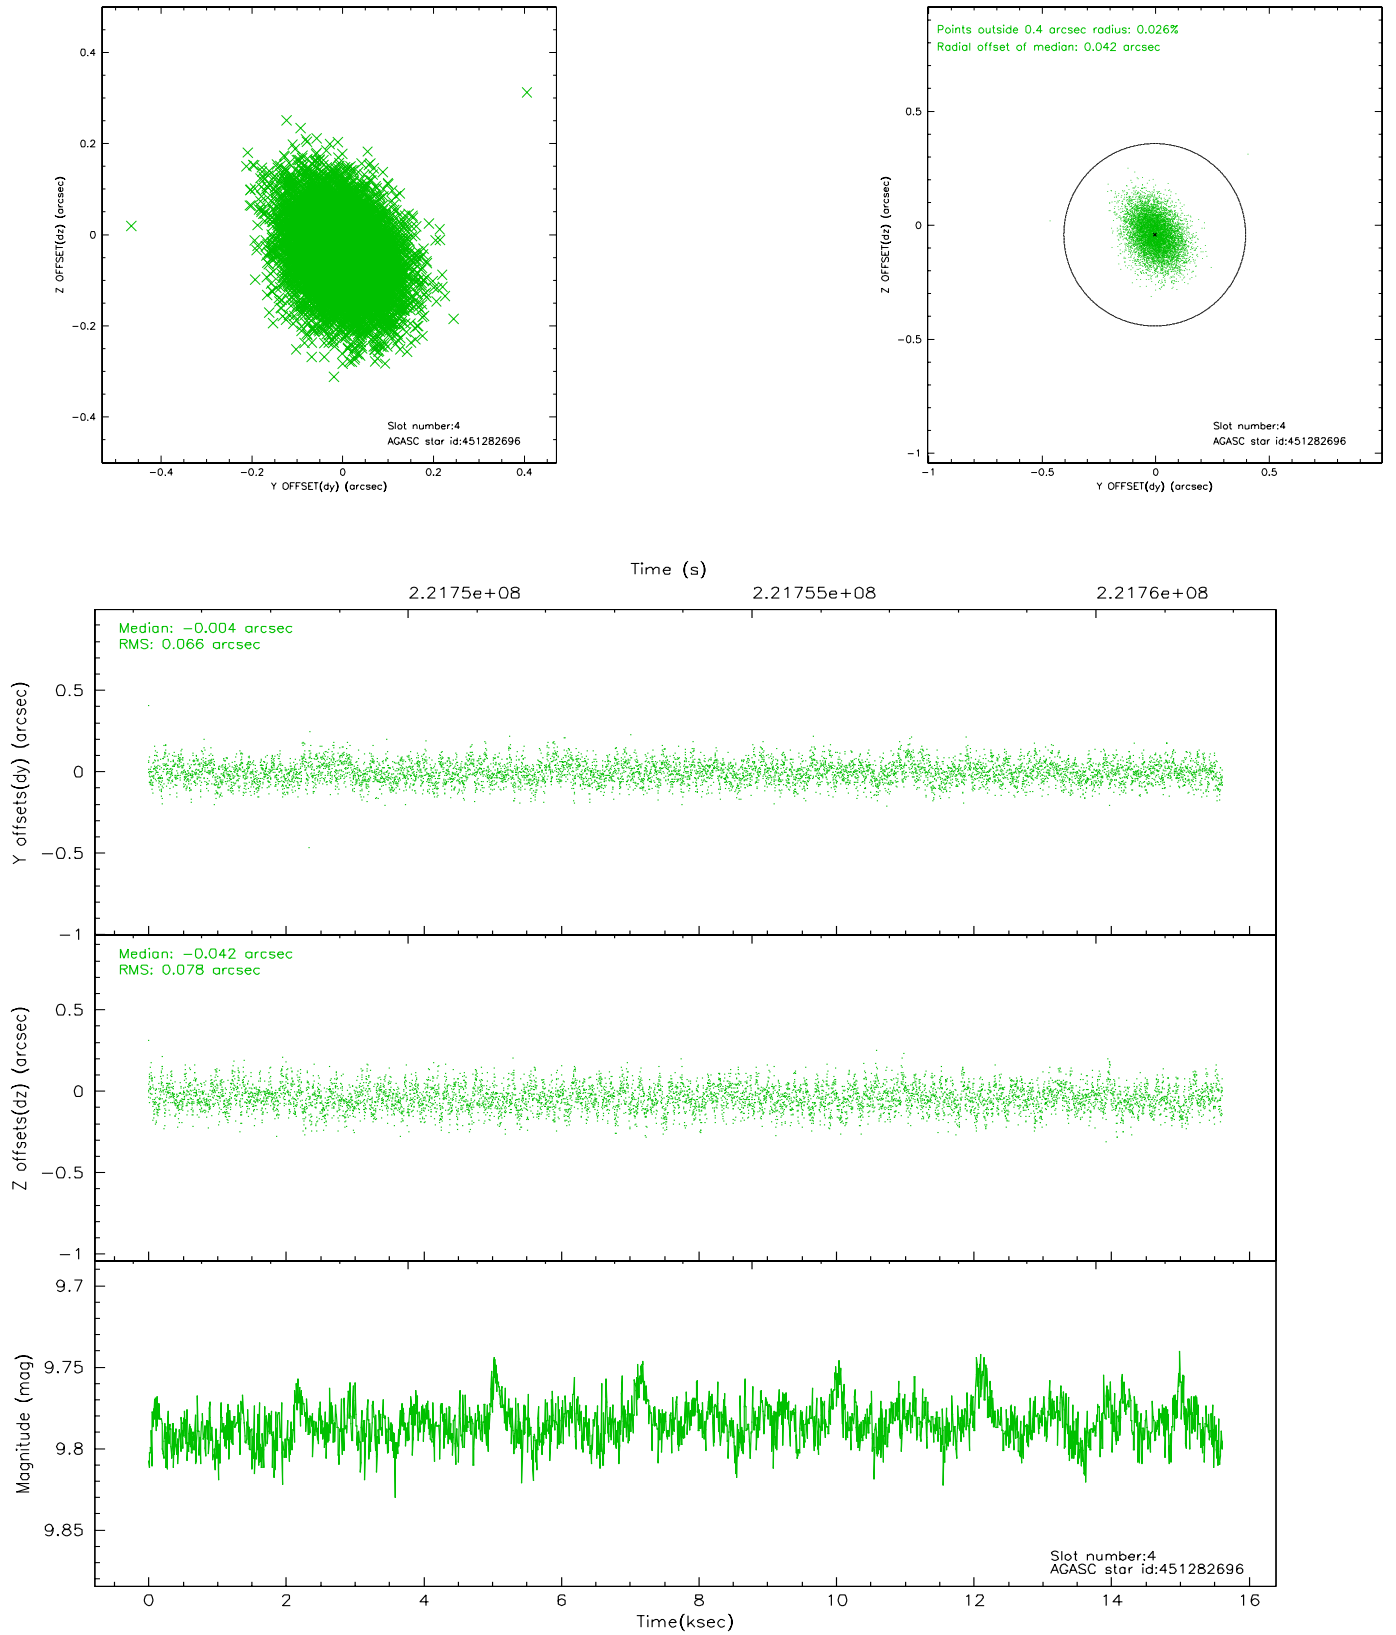 0.4
0.2
0
−0.2
−0.4
Z OFFSET(dz) (arcsec)
Slot number:4
AGASC star id:451282696
−0.4
−0.2
0
0.2
0.4
Y OFFSET(dy) (arcsec)
Points outside 0.4 arcsec radius: 0.026%
Radial offset of median: 0.042 arcsec
0.5
0
−0.5
−1
Z OFFSET(dz) (arcsec)
Slot number:4
AGASC star id:451282696
−1
−0.5
0
0.5
Y OFFSET(dy) (arcsec)
Time (s)
2.2175e+08
2.21755e+08
2.2176e+08
Median: −0.004 arcsec
RMS: 0.066 arcsec
0.5
0
−0.5
−1
Y offsets(dy) (arcsec)
Median: −0.042 arcsec
RMS: 0.078 arcsec
0.5
0
−0.5
−1
Z offsets(dz) (arcsec)
9.7
9.75
9.8
9.85
Magnitude (mag)
Slot number:4
AGASC star id:451282696
0
2
4
6
8
10
12
14
16
Time(ksec)